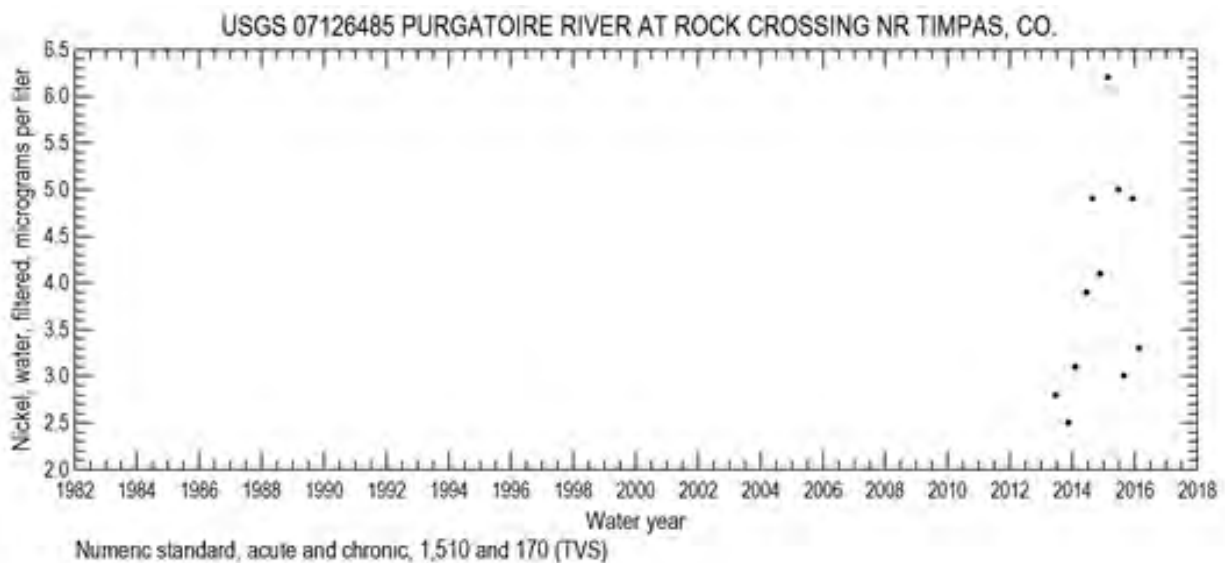 USGS 07126485 PURGATOIRE RIVER AT ROCK CROSSING NR TIMPAS, CO.
Nickel, water, filtered, micrograms per liter
6.5
6.0
5.5
5.0
4.5
4.0
3.5
3.0
2.5
2.0
1982 1984 1986 1988 1990 1992 1994 1996 1998 2000 2002 2004 2006 2008 2010 2012 2014 2016 2018
Water year
Numeric standard, acute and chronic, 1,510 and 170 (TVS)